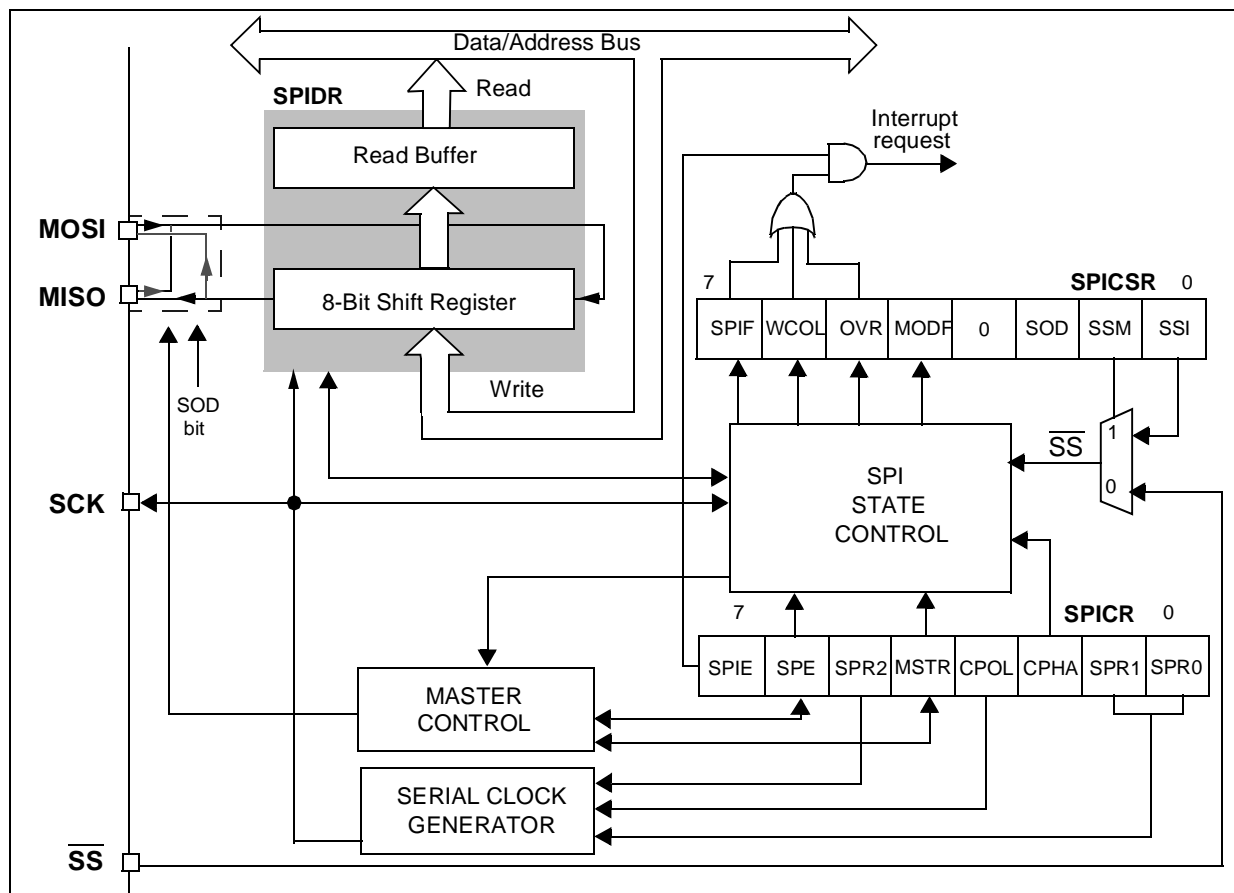 Data/Address Bus
SPIDR
Read
Read Buffer
Interrupt
request
MOSI
MISO
8-Bit Shift Register
7
SPICSR
0
SPIF
WCOL
OVR
MODF
0
SOD
SSM
SSI
Write
SOD
bit
1
SS
0
SCK
SPI
STATE
CONTROL
7
SPICR
0
SPIE
SPE
SPR2
MSTR
CPOL
CPHA
SPR1
SPR0
MASTER
CONTROL
SERIAL CLOCK
GENERATOR
SS